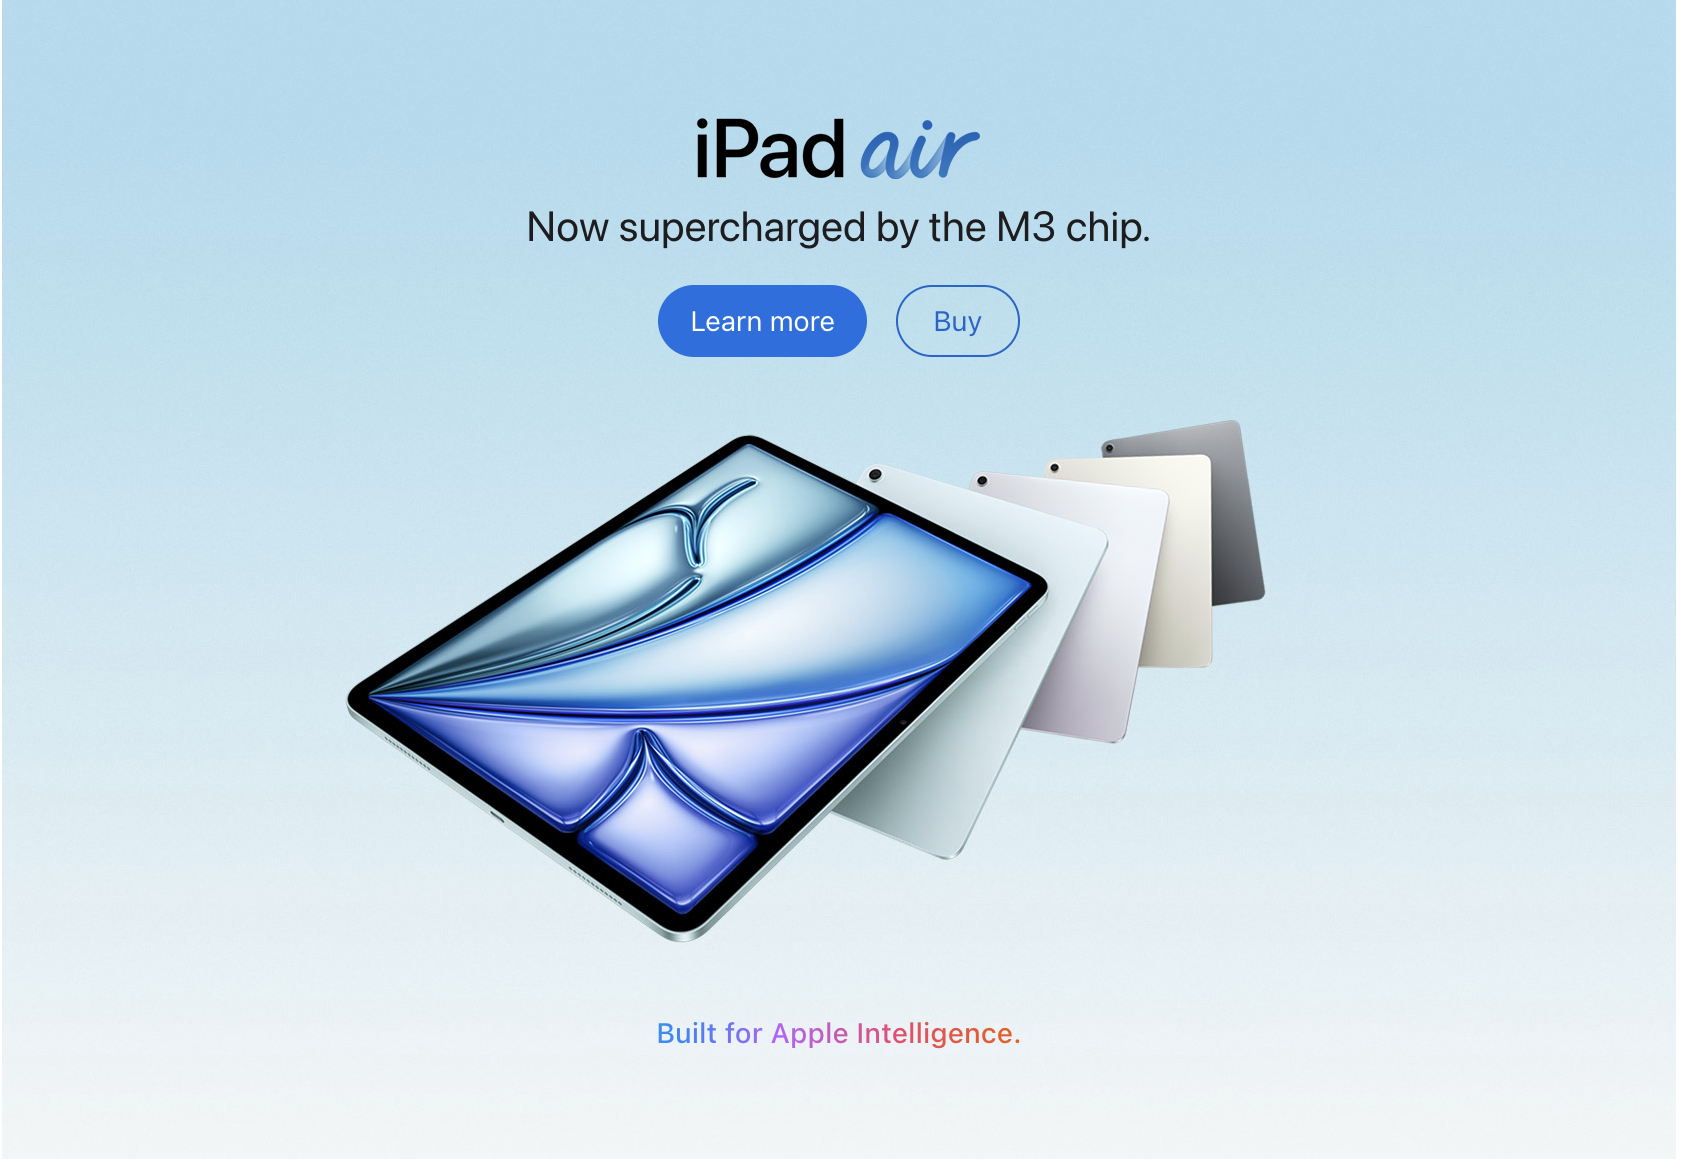 iPad air
Now supercharged by the M3 chip.
Learn more
Buy
Built for Apple Intelligence.